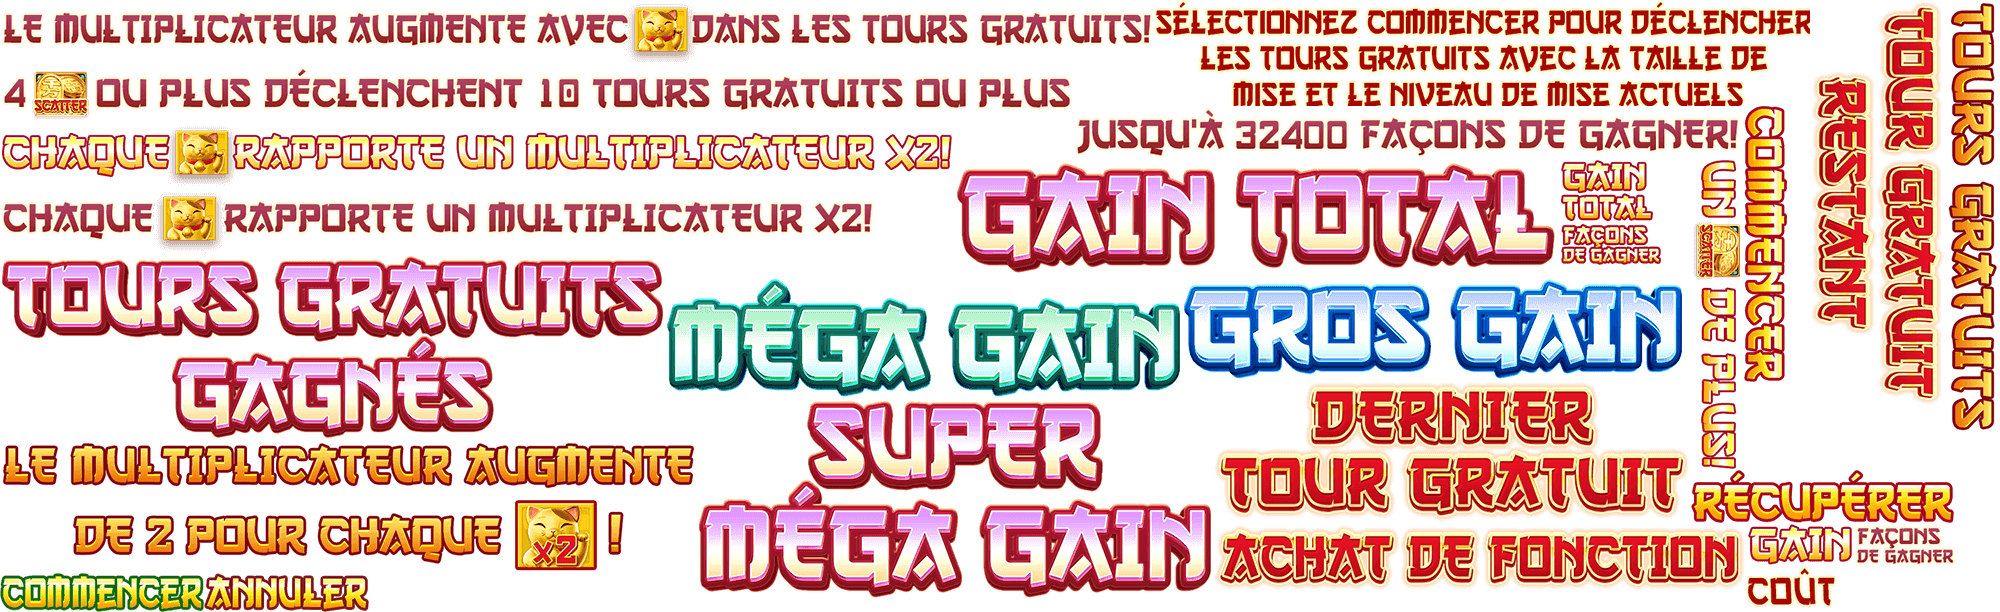 LE MULTIPLICATEUR AUGMENTE AVEC DANS LES TOURS GRATUITS!
4 SCATTER OU PLUS DÉCLENCHENT 10 TOURS GRATUITS OU PLUS
CHAQUE RAPPORTE UN MULTIPLICATEUR X2!
CHAQUE RAPPORTE UN MULTIPLICATEUR X2!
SÉLECTIONNEZ COMMENCER POUR DÉCLENCHER
LES TOURS GRATUITS AVEC LA TAILLE DE
MISE ET LE NIVEAU DE MISE ACTUELS
JUSQU'À 32400 FAÇONS DE GAGNER!
GAIN TOTAL
GAIN
TOTAL
FAÇONS
DE GAGNER
TOURS GRATUITS
GAGNÉS
MÉGA GAIN
GROS GAIN
SUPER
MÉGA GAIN
DERNIER
TOUR GRATUIT
ACHAT DE FONCTION
LE MULTIPLICATEUR AUGMENTE
DE 2 POUR CHAQUE X2 !
COMMENCER
ANNULER
TOURS GRATUITS
TOUR GRATUIT
RESTANT
COMMENCER
UN SCATTER DE PLUS!
RÉCUPÉRER
GAIN
FAÇONS
DE GAGNER
COÛT